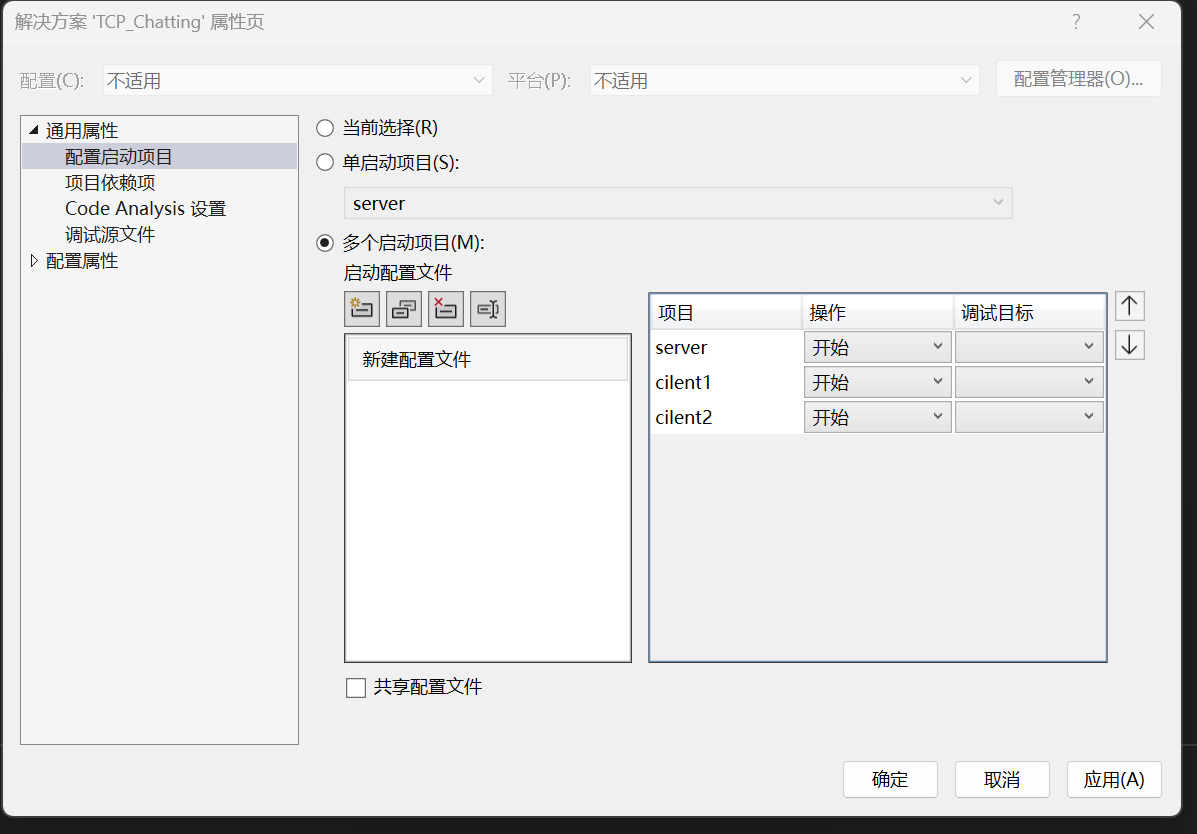 解决方案 'TCP_Chatting' 属性页
配置(C): 不适用 平台(P): 不适用 配置管理器(O)...
通用属性
配置启动项目
项目依赖项
Code Analysis 设置
调试源文件
配置属性
当前选择(R)
单启动项目(S):
server
多个启动项目(M):
启动配置文件
新建配置文件
项目 操作 调试目标
server 开始
cilent1 开始
cilent2 开始
共享配置文件
确定 取消 应用(A)